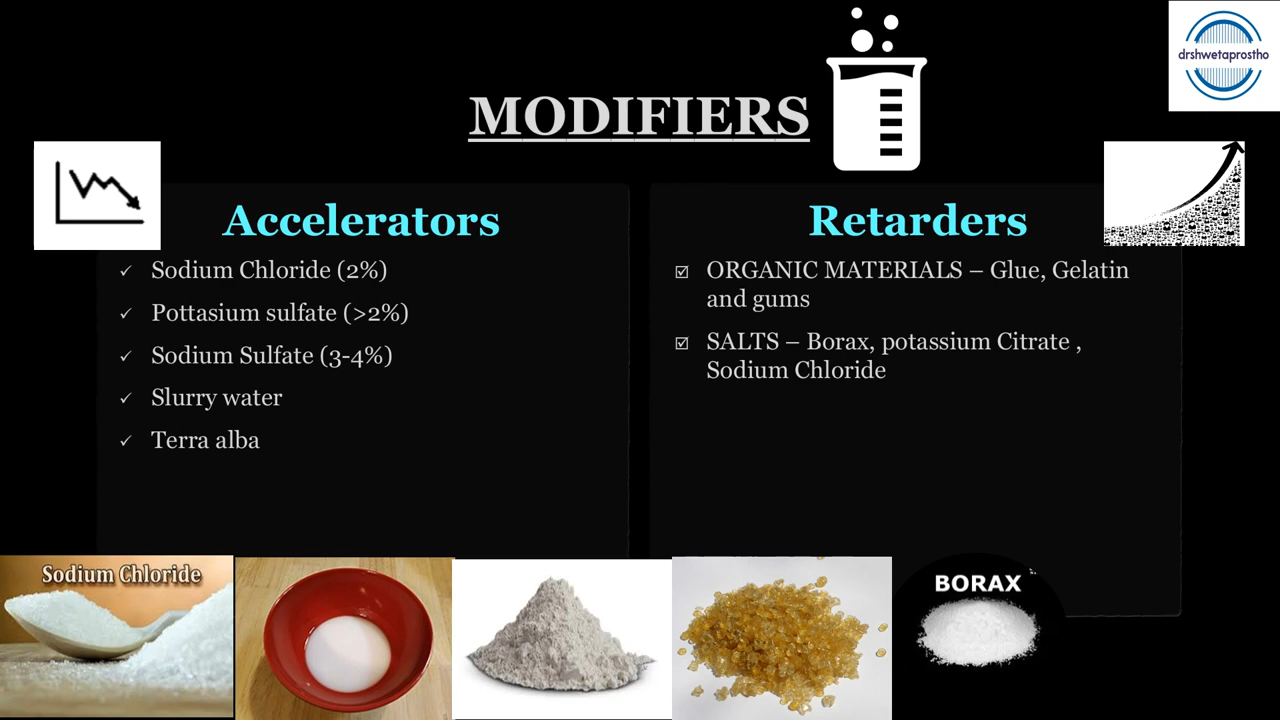 drshwetaprostho
MODIFIERS
Accelerators
Sodium Chloride (2%)
Pottasium sulfate (>2%)
Sodium Sulfate (3-4%)
Slurry water
Terra alba
Retarders
ORGANIC MATERIALS – Glue, Gelatin
and gums
SALTS – Borax, potassium Citrate ,
Sodium Chloride
Sodium Chloride
BORAX